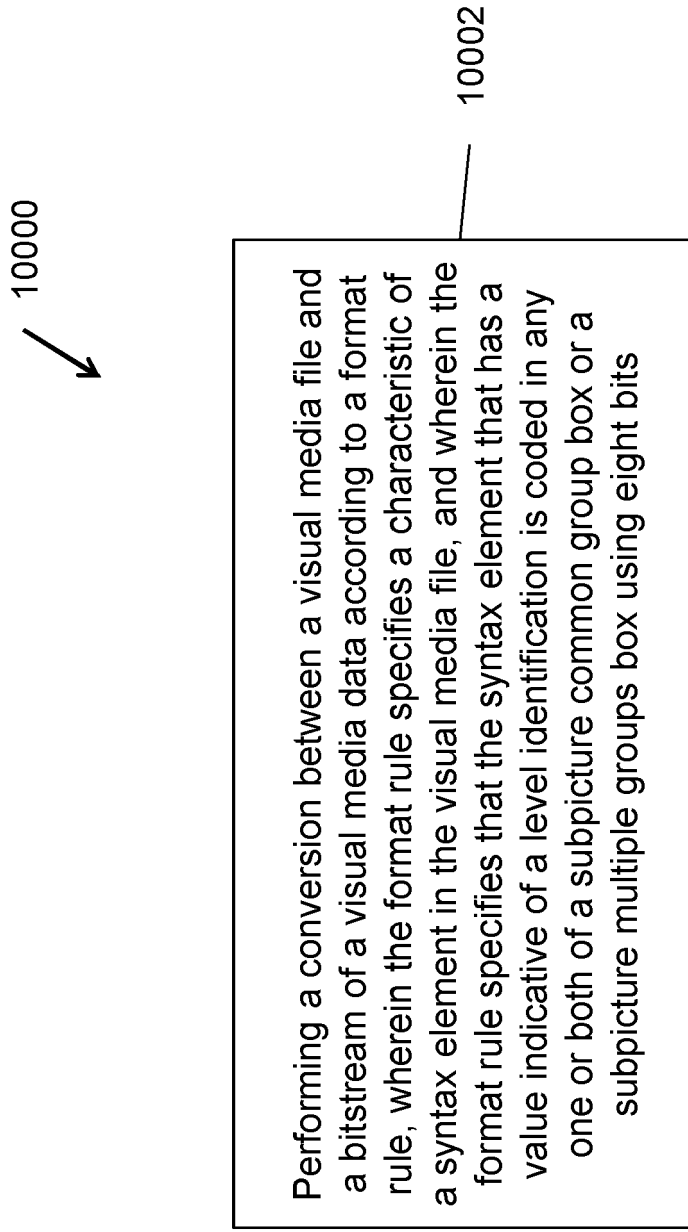 10000
10002
Performing a conversion between a visual media file and
a bitstream of a visual media data according to a format
rule, wherein the format rule specifies a characteristic of
a syntax element in the visual media file, and wherein the
format rule specifies that the syntax element that has a
value indicative of a level identification is coded in any
one or both of a subpicture common group box or a
subpicture multiple groups box using eight bits